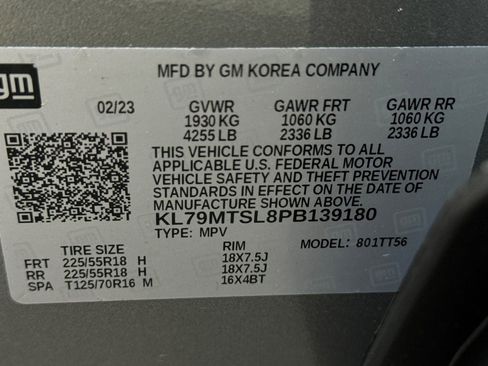 gm
MFD BY GM KOREA COMPANY
02/23 GVWR GAWR FRT GAWR RR
1930 KG 1060 KG 1060 KG
4255 LB 2336 LB 2336 LB
THIS VEHICLE CONFORMS TO ALL
APPLICABLE U.S. FEDERAL MOTOR
VEHICLE SAFETY AND THEFT PREVENTION
STANDARDS IN EFFECT ON THE DATE OF
MANUFACTURE SHOWN ABOVE.
KL79MTSL8PB139180
TYPE: MPV MODEL: 801TT56
TIRE SIZE RIM
FRT 225/55R18 H 18X7.5J
RR 225/55R18 H 18X7.5J
SPA T125/70R16 M 16X4BT